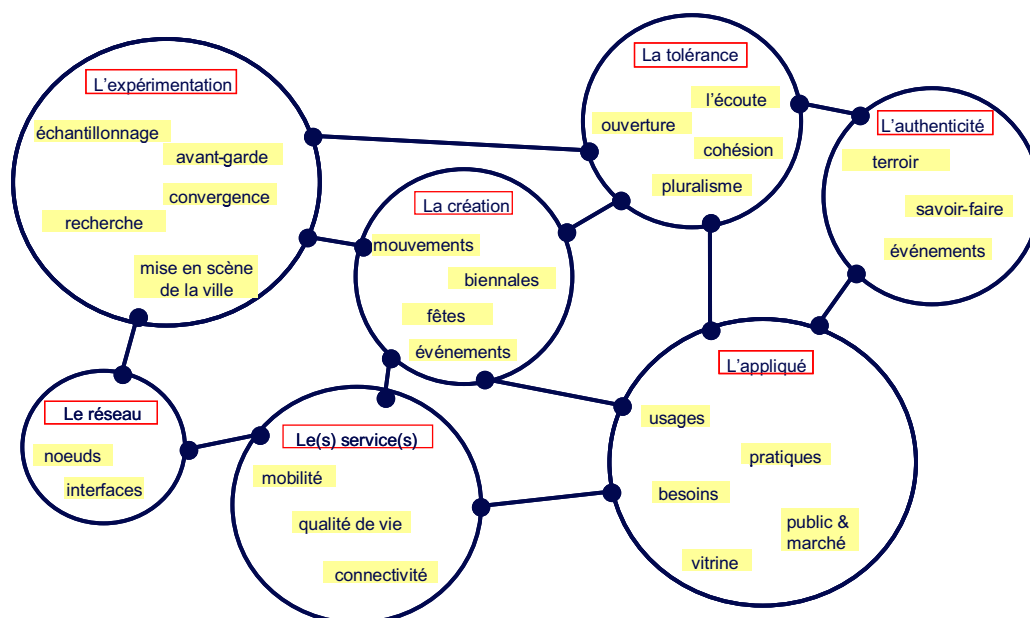 L'expérimentation
échantillonnage
avant-garde
convergence
recherche
mise en scène
de la ville
La tolérance
l'écoute
ouverture
cohésion
pluralisme
L'authenticité
terroir
savoir-faire
événements
La création
mouvements
biennales
fêtes
événements
Le réseau
noeuds
interfaces
Le(s) service(s)
mobilité
qualité de vie
connectivité
L'appliqué
usages
pratiques
besoins
public &
marché
vitrine